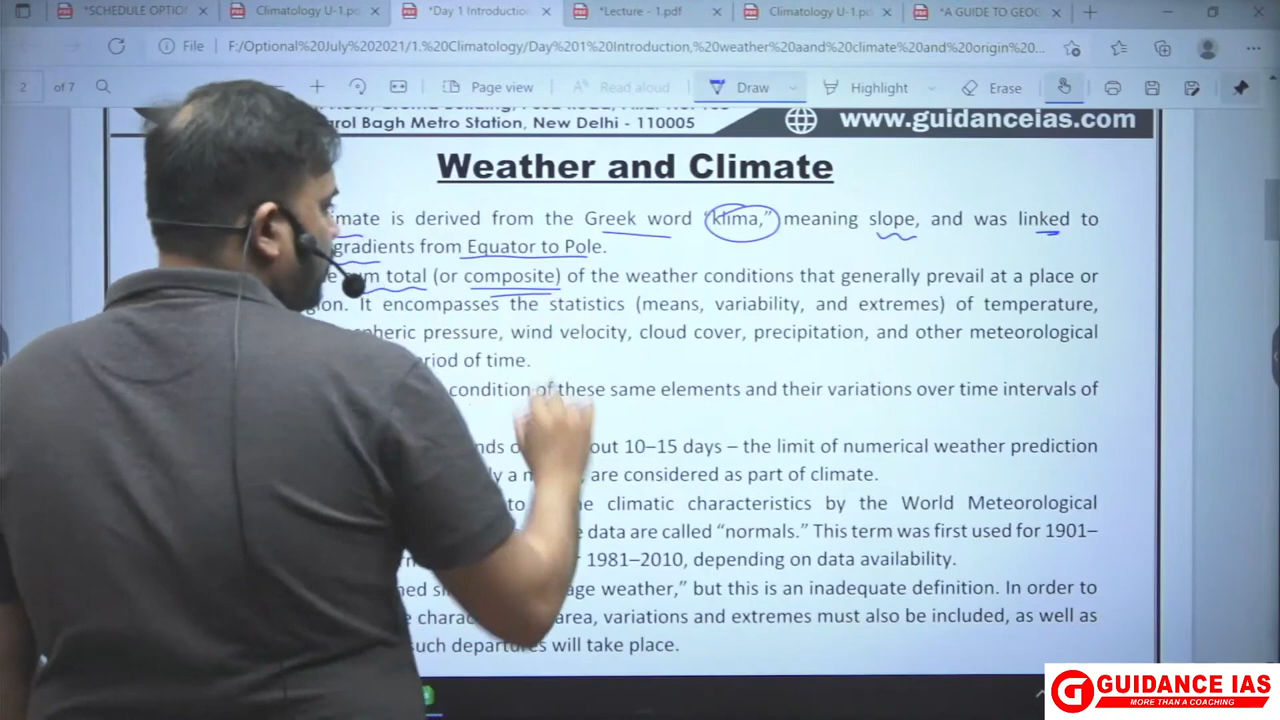 *SCHEDULE OPTIO
Climatology U-1.pd
*Day 1 Introduction
*Lecture - 1.pdf
Climatology U-1.pd
*A GUIDE TO GEOG
File
F:/Optional%20July%202021/1.%20Climatology/Day%201%20Introduction,%20weather%20aand%20climate%20and%20origin%20...
2 of 7
Page view
Read aloud
Draw
Highlight
Erase
arol Bagh Metro Station, New Delhi - 110005
www.guidanceias.com
Weather and Climate
mate is derived from the Greek word "klima," meaning slope, and was linked to
gradients from Equator to Pole.
sum total (or composite) of the weather conditions that generally prevail at a place or
gion. It encompasses the statistics (means, variability, and extremes) of temperature,
pheric pressure, wind velocity, cloud cover, precipitation, and other meteorological
riod of time.
condition of these same elements and their variations over time intervals of
nds out 10–15 days – the limit of numerical weather prediction
ly a are considered as part of climate.
to climatic characteristics by the World Meteorological
data are called "normals." This term was first used for 1901–
1981–2010, depending on data availability.
ned age weather," but this is an inadequate definition. In order to
area, variations and extremes must also be included, as well as
such departures will take place.
GUIDANCE IAS
MORE THAN A COACHING